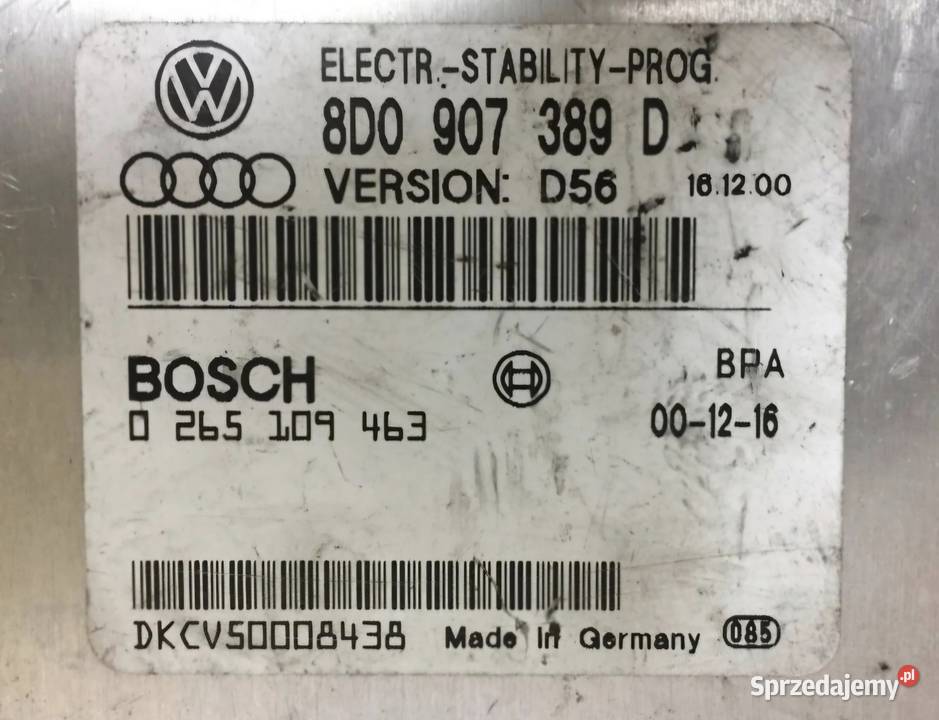 ELECTR.-STABILITY-PROG.
8D0 907 389 D
VERSION: D56 16.12.00
BOSCH BPA
0 265 109 463 00-12-16
DKCVS0008438 Made in Germany 085
Sprzedajemy.pl